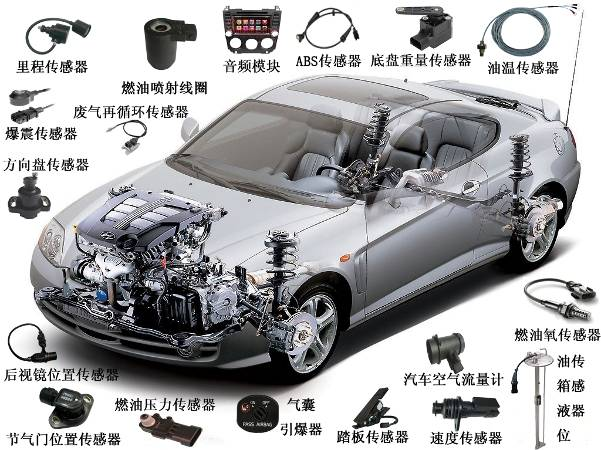 里程传感器
燃油喷射线圈
音频模块
ABS传感器
底盘重量传感器
油温传感器
废气再循环传感器
爆震传感器
方向盘传感器
后视镜位置传感器
节气门位置传感器
燃油压力传感器
OFF
PASS AIRBAG
气囊
引爆器
踏板传感器
汽车空气流量计
速度传感器
燃油氧传感器
油传
箱感
液器
位